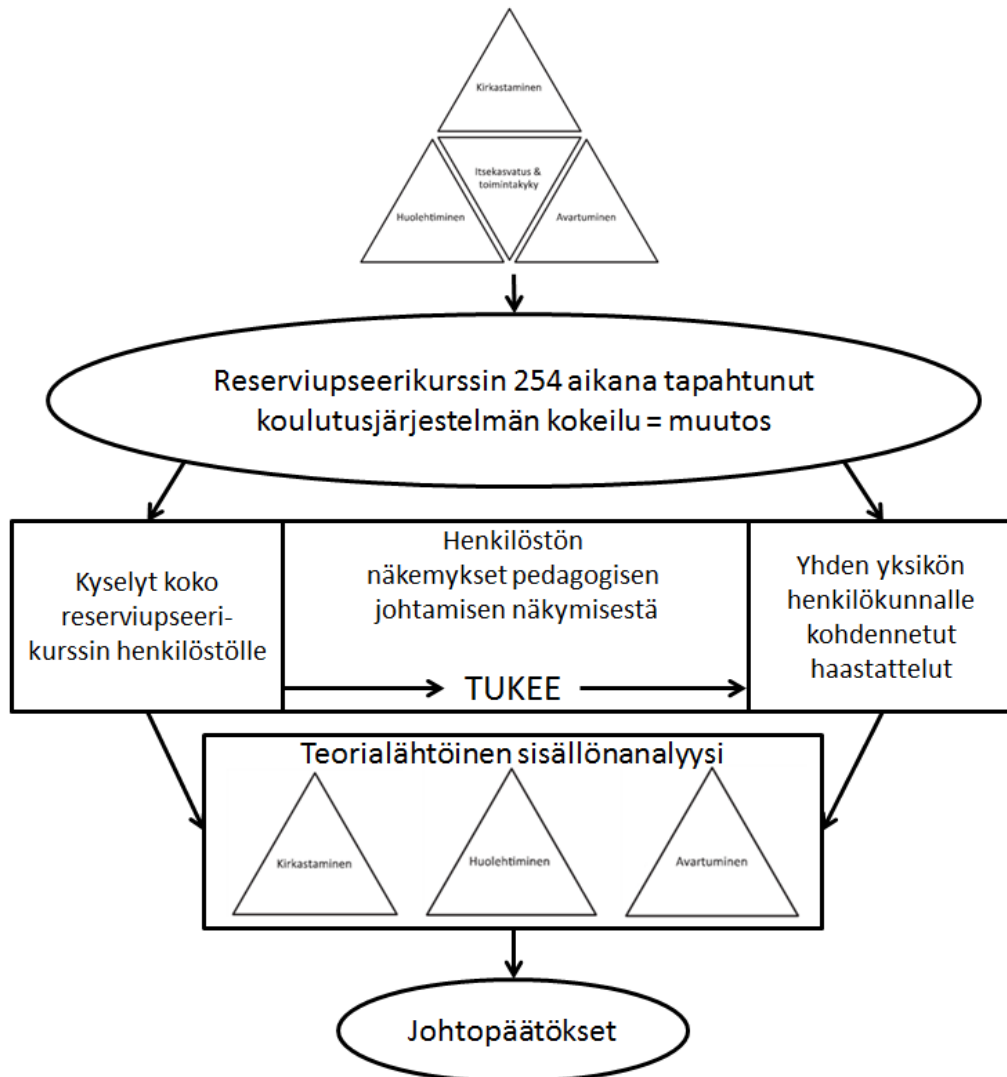 Kirkastaminen
Itsekasvatus &
toimintakyky
Huolehtiminen
Avartuminen
Reserviupseerikurssin 254 aikana tapahtunut
koulutusjärjestelmän kokeilu = muutos
Kyselyt koko
reserviupseeri-
kurssin henkilöstölle
Henkilöstön
näkemykset pedagogisen
johtamisen näkymisestä
TUKEE
Yhden yksikön
henkilökunnalle
kohdennetut
haastattelut
Teorialähtöinen sisällönanalyysi
Kirkastaminen
Huolehtiminen
Avartuminen
Johtopäätökset